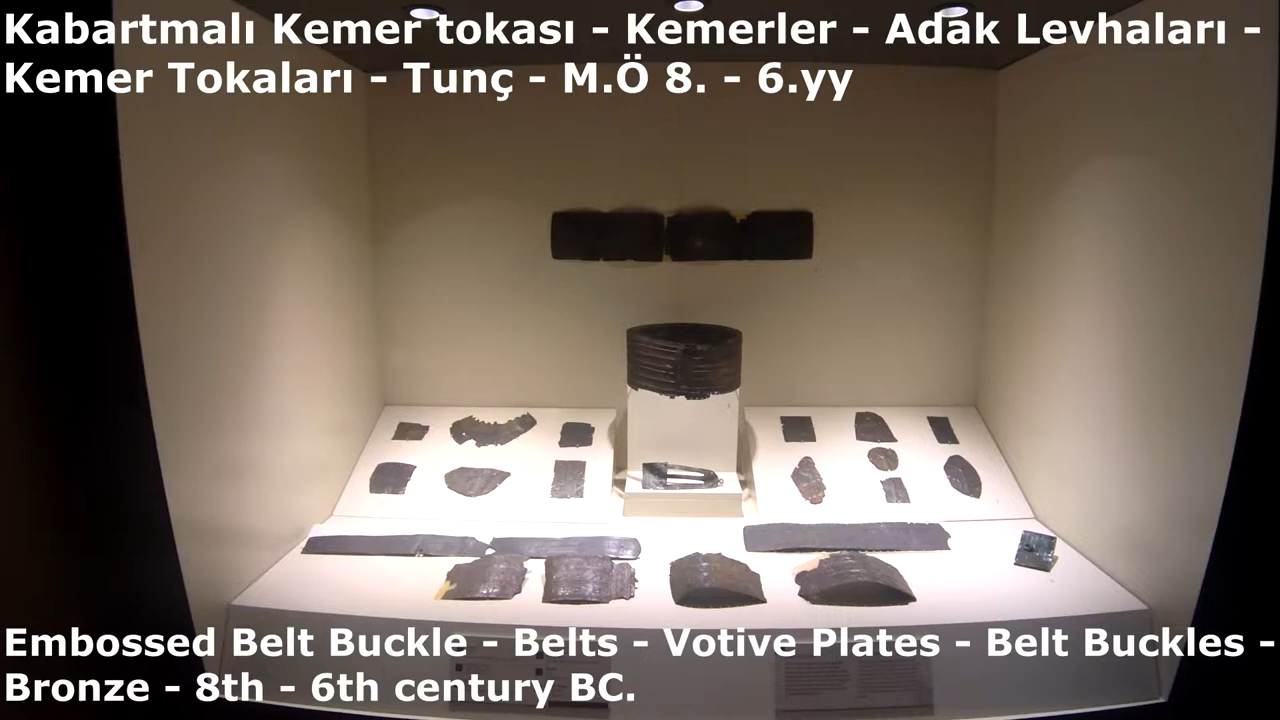 Kabartmalı Kemer tokası - Kemerler - Adak Levhaları -
Kemer Tokaları - Tunç - M.Ö 8. - 6.yy
Embossed Belt Buckle - Belts - Votive Plates - Belt Buckles -
Bronze - 8th - 6th century BC.